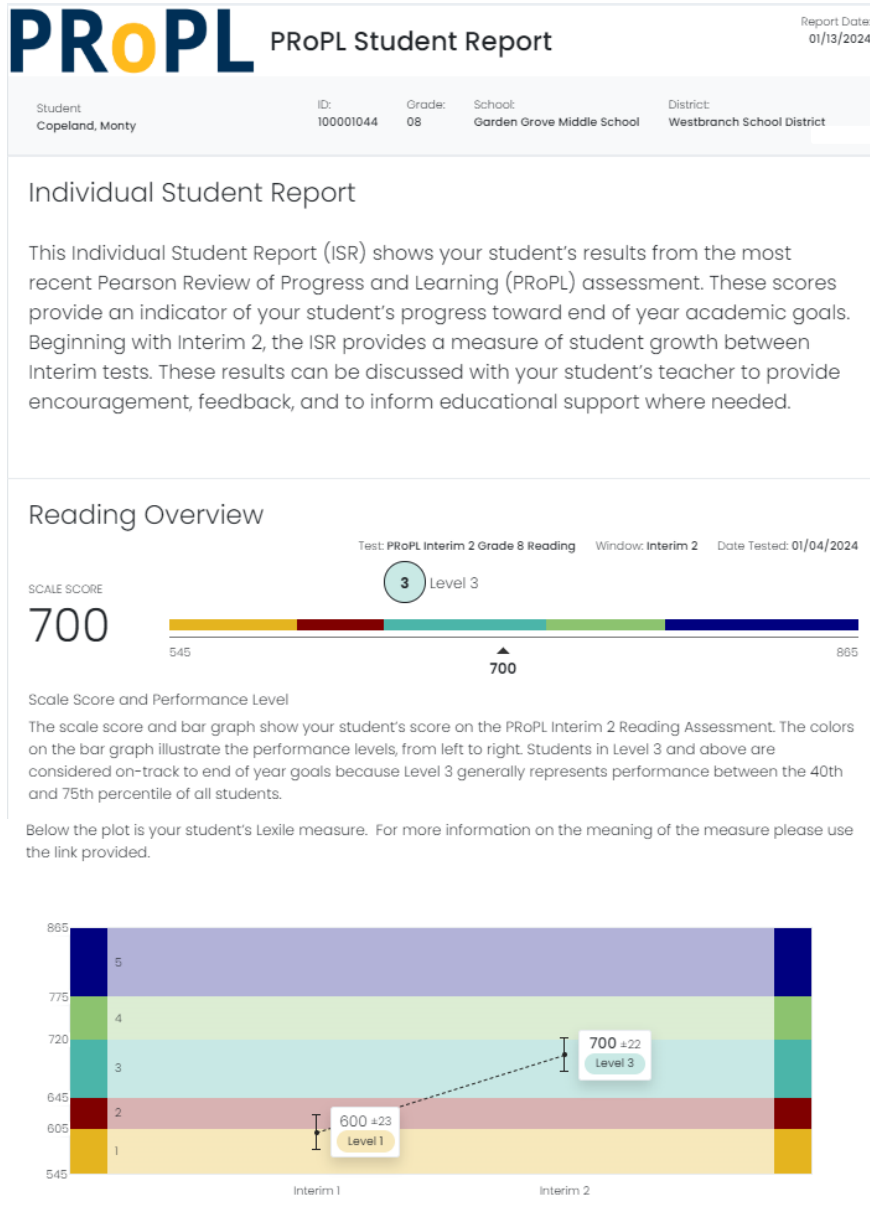 PRoPL PRoPL Student Report
Report Date:
01/13/2024
Student
Copeland, Monty
ID:
100001044
Grade:
08
School:
Garden Grove Middle School
District:
Westbranch School District
Individual Student Report
This Individual Student Report (ISR) shows your student's results from the most
recent Pearson Review of Progress and Learning (PRoPL) assessment. These scores
provide an indicator of your student's progress toward end of year academic goals.
Beginning with Interim 2, the ISR provides a measure of student growth between
Interim tests. These results can be discussed with your student's teacher to provide
encouragement, feedback, and to inform educational support where needed.
Reading Overview
Test: PRoPL Interim 2 Grade 8 Reading Window: Interim 2 Date Tested: 01/04/2024
SCALE SCORE
700
3 Level 3
545
700
865
Scale Score and Performance Level
The scale score and bar graph show your student's score on the PRoPL Interim 2 Reading Assessment. The colors
on the bar graph illustrate the performance levels, from left to right. Students in Level 3 and above are
considered on-track to end of year goals because Level 3 generally represents performance between the 40th
and 75th percentile of all students.
Below the plot is your student's Lexile measure. For more information on the meaning of the measure please use
the link provided.
865
5
775
4
720
700 ±22
Level 3
3
645
2
605
600 ±23
Level 1
1
545
Interim 1
Interim 2